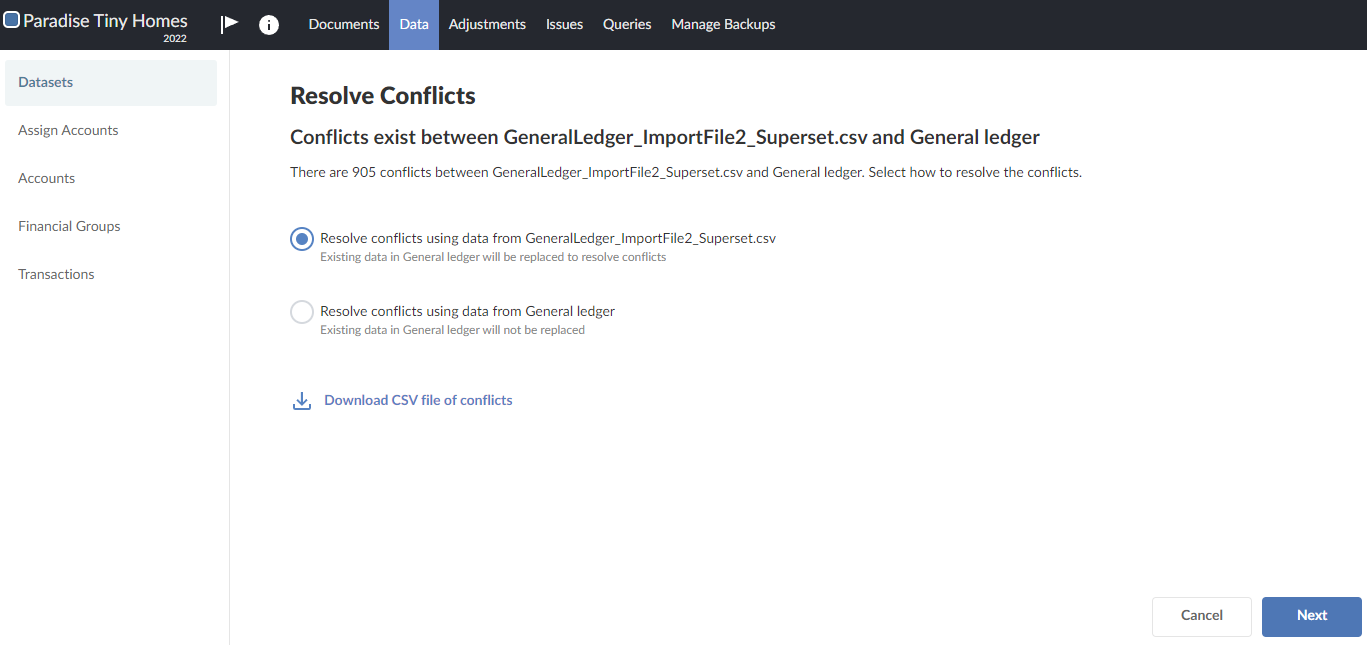 Paradise Tiny Homes
2022
Documents Data Adjustments Issues Queries Manage Backups
Datasets
Assign Accounts
Accounts
Financial Groups
Transactions
Resolve Conflicts
Conflicts exist between GeneralLedger_ImportFile2_Superset.csv and General ledger
There are 905 conflicts between GeneralLedger_ImportFile2_Superset.csv and General ledger. Select how to resolve the conflicts.
Resolve conflicts using data from GeneralLedger_ImportFile2_Superset.csv
Existing data in General ledger will be replaced to resolve conflicts
Resolve conflicts using data from General ledger
Existing data in General ledger will not be replaced
Download CSV file of conflicts
Cancel Next